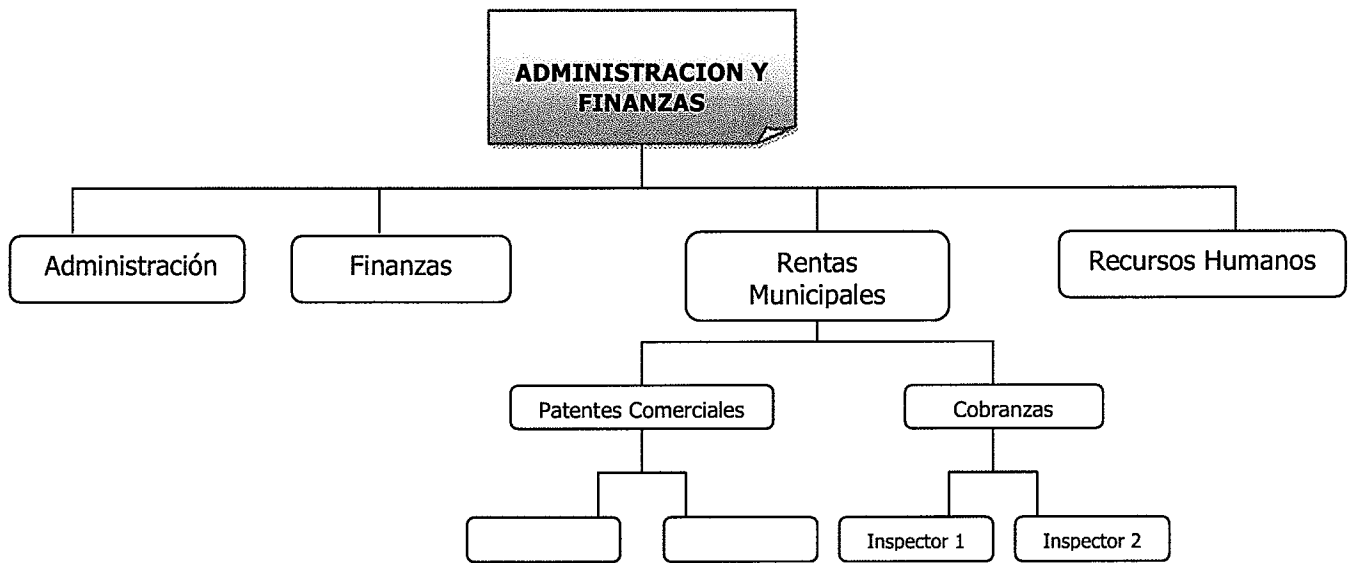 ADMINISTRACION Y
FINANZAS
Administración
Finanzas
Rentas
Municipales
Recursos Humanos
Patentes Comerciales
Cobranzas
Inspector 1
Inspector 2